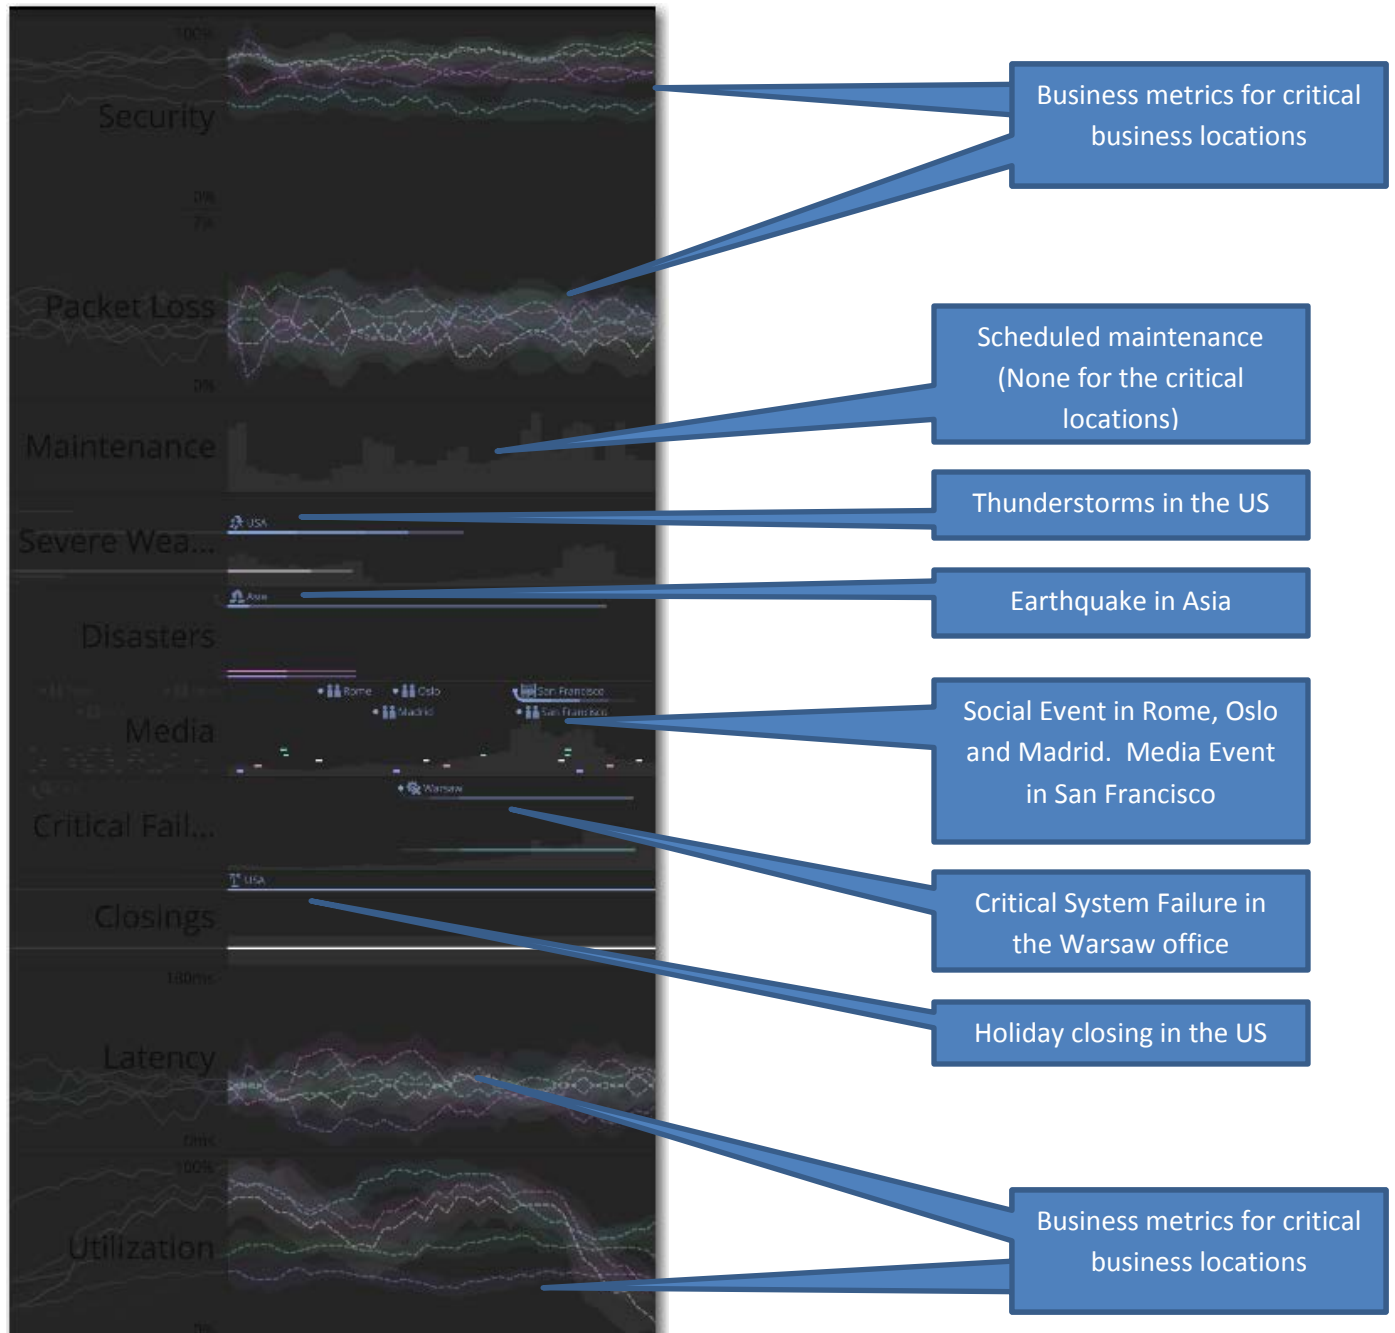 100%
Security
0%
7%
Packet Loss
0%
Maintenance
USA
Severe Wea...
Asia
Disasters
Rome
Oslo
San Francisco
Madrid
San Francisco
Media
Warsaw
Critical Fail...
USA
Closings
180ms
Latency
100%
Utilization
0%
Business metrics for critical
business locations
Scheduled maintenance
(None for the critical
locations)
Thunderstorms in the US
Earthquake in Asia
Social Event in Rome, Oslo
and Madrid.  Media Event
in San Francisco
Critical System Failure in
the Warsaw office
Holiday closing in the US
Business metrics for critical
business locations